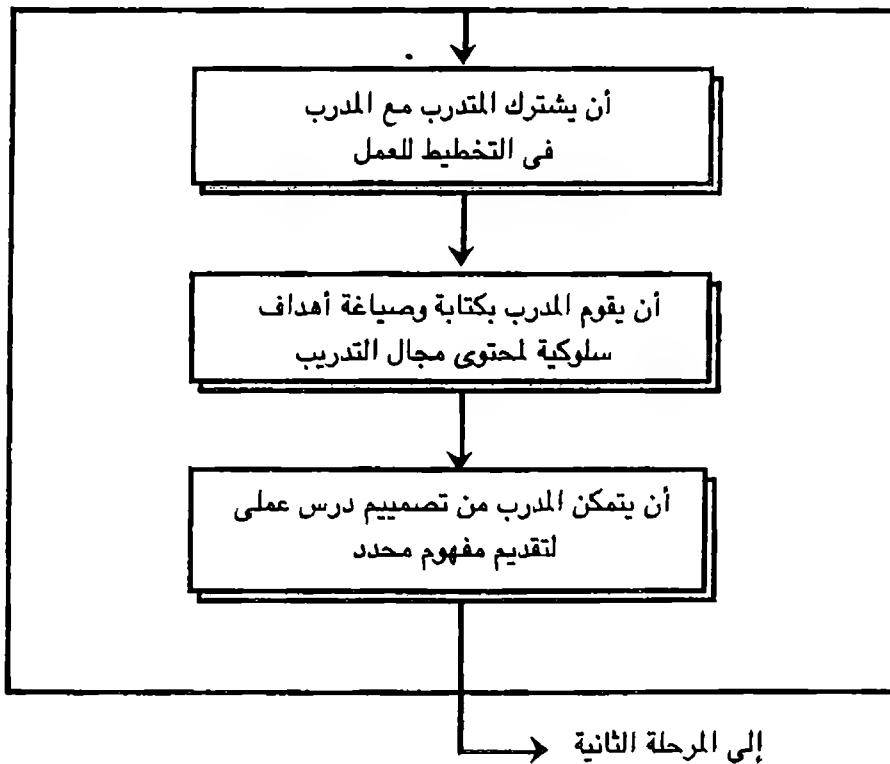 أن يشترك المتدرب مع المدرب
فى التخطيط للعمل
أن يقوم المدرب بكتابة وصياغة أهداف
سلوكية لمحتوى مجال التدريب
أن يتمكن المدرب من تصمييم درس عملى
لتقديم مفهوم محدد
إلى المرحلة الثانية